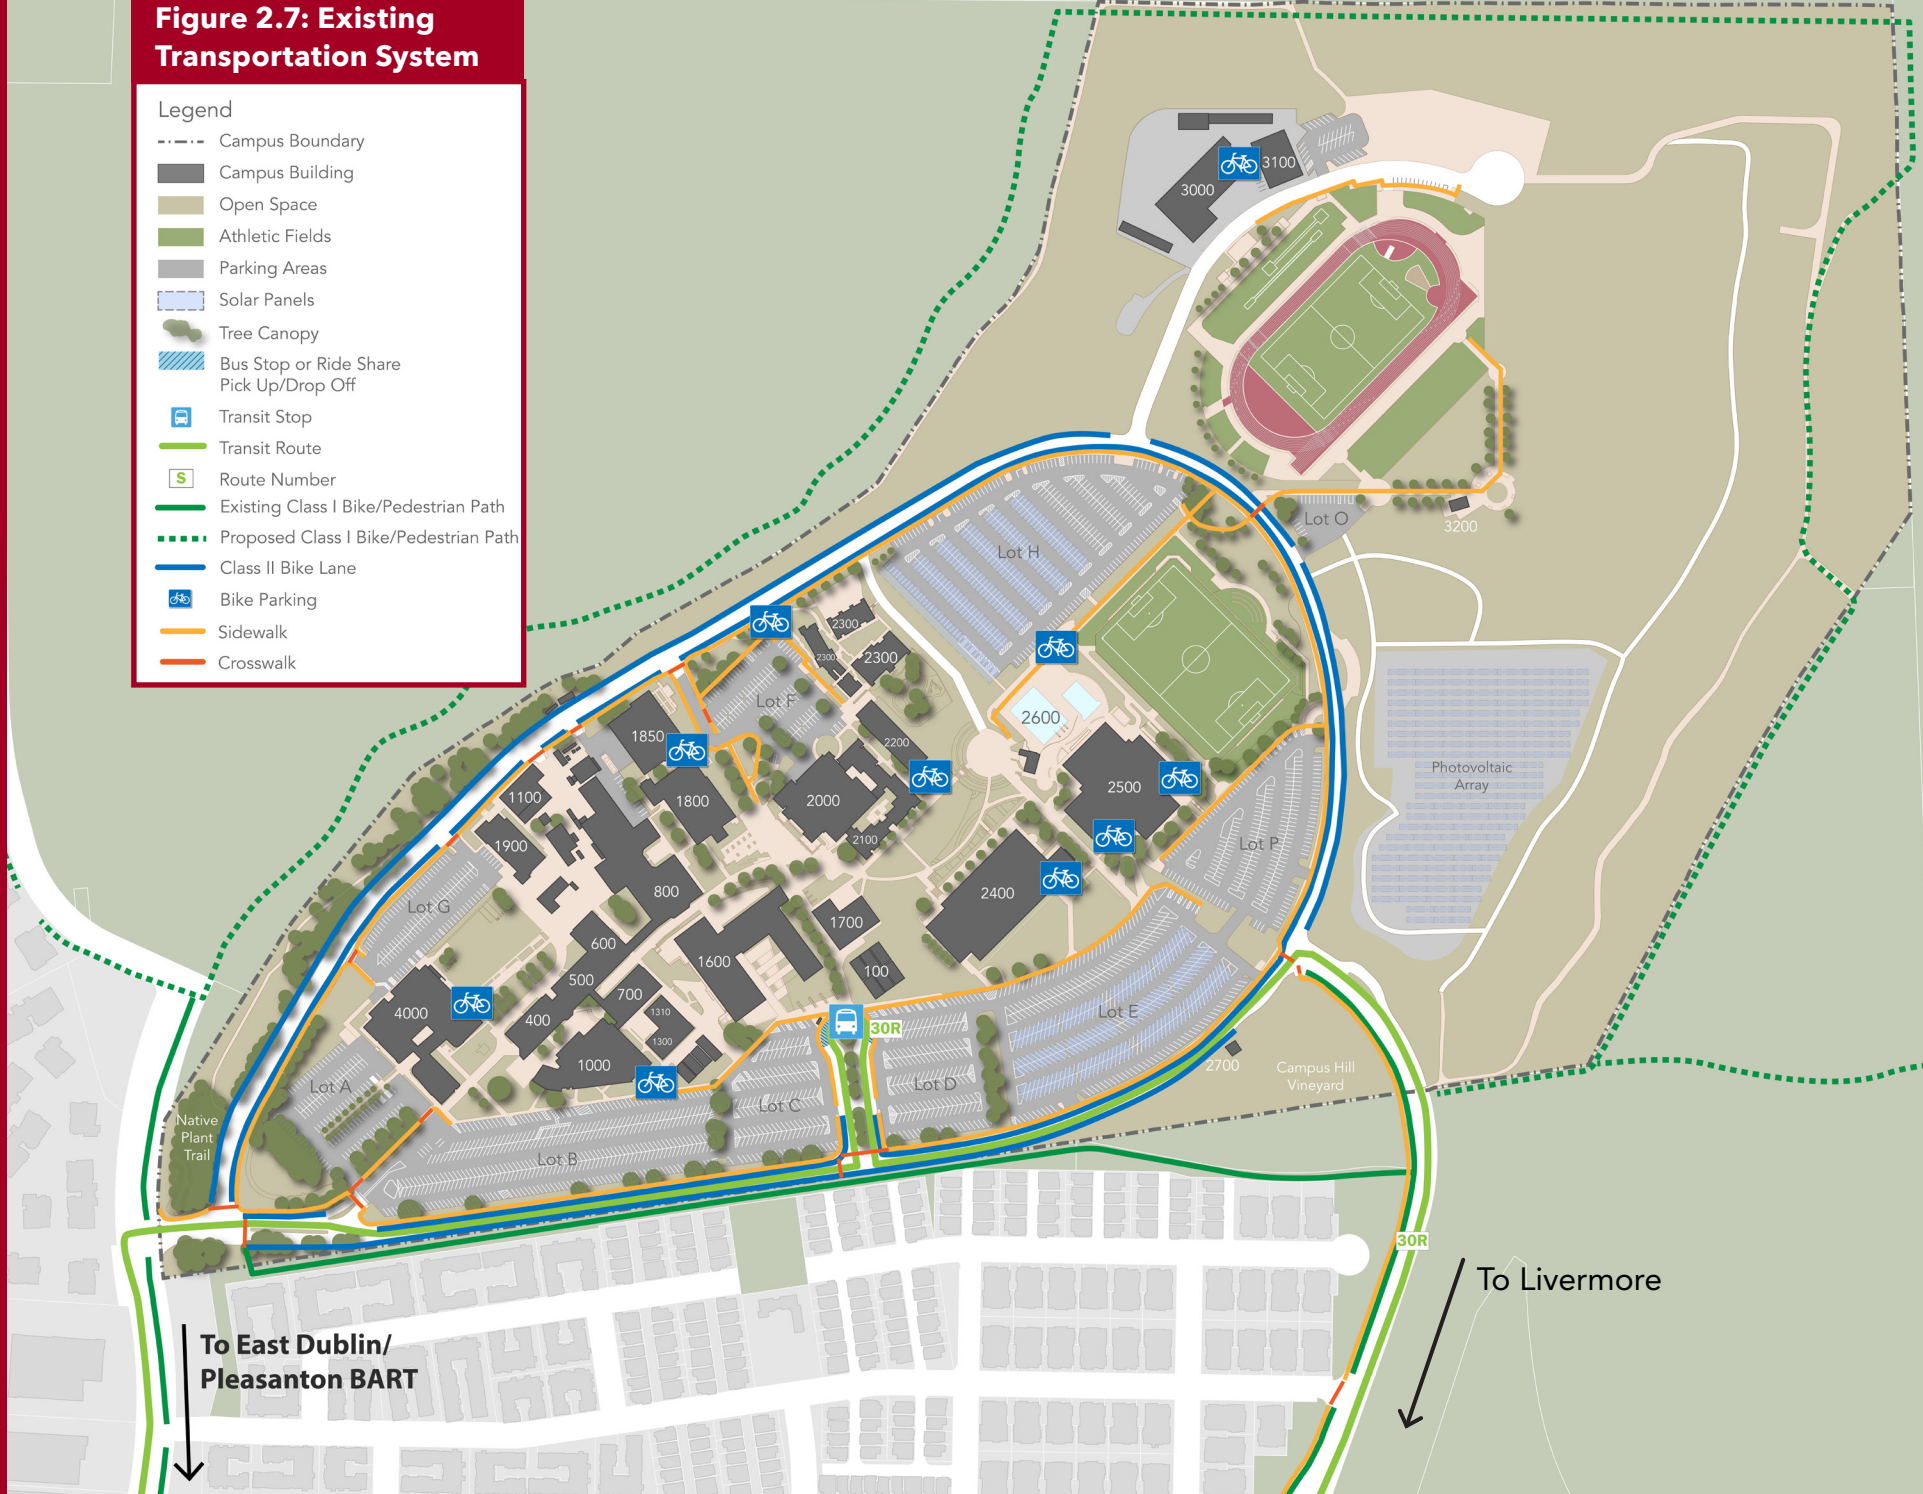 Figure 2.7: Existing
Transportation System
Legend
Campus Boundary
Campus Building
Open Space
Athletic Fields
Parking Areas
Solar Panels
Tree Canopy
Bus Stop or Ride Share
Pick Up/Drop Off
Transit Stop
Transit Route
S
Route Number
Existing Class I Bike/Pedestrian Path
Proposed Class I Bike/Pedestrian Path
Class II Bike Lane
Bike Parking
Sidewalk
Crosswalk
3100
3000
Lot O
3200
Lot H
2300
2300
2300
Lot F
2600
1850
2200
Photovoltaic
Array
2500
1100
1800
2000
2100
1900
Lot P
800
2400
Lot G
1700
600
1600
100
500
700
4000
400
1310
1300
30R
Lot E
1000
2700
Campus Hill
Vineyard
Lot A
Lot D
Lot C
Native
Plant
Trail
Lot B
30R
To Livermore
To East Dublin/
Pleasanton BART